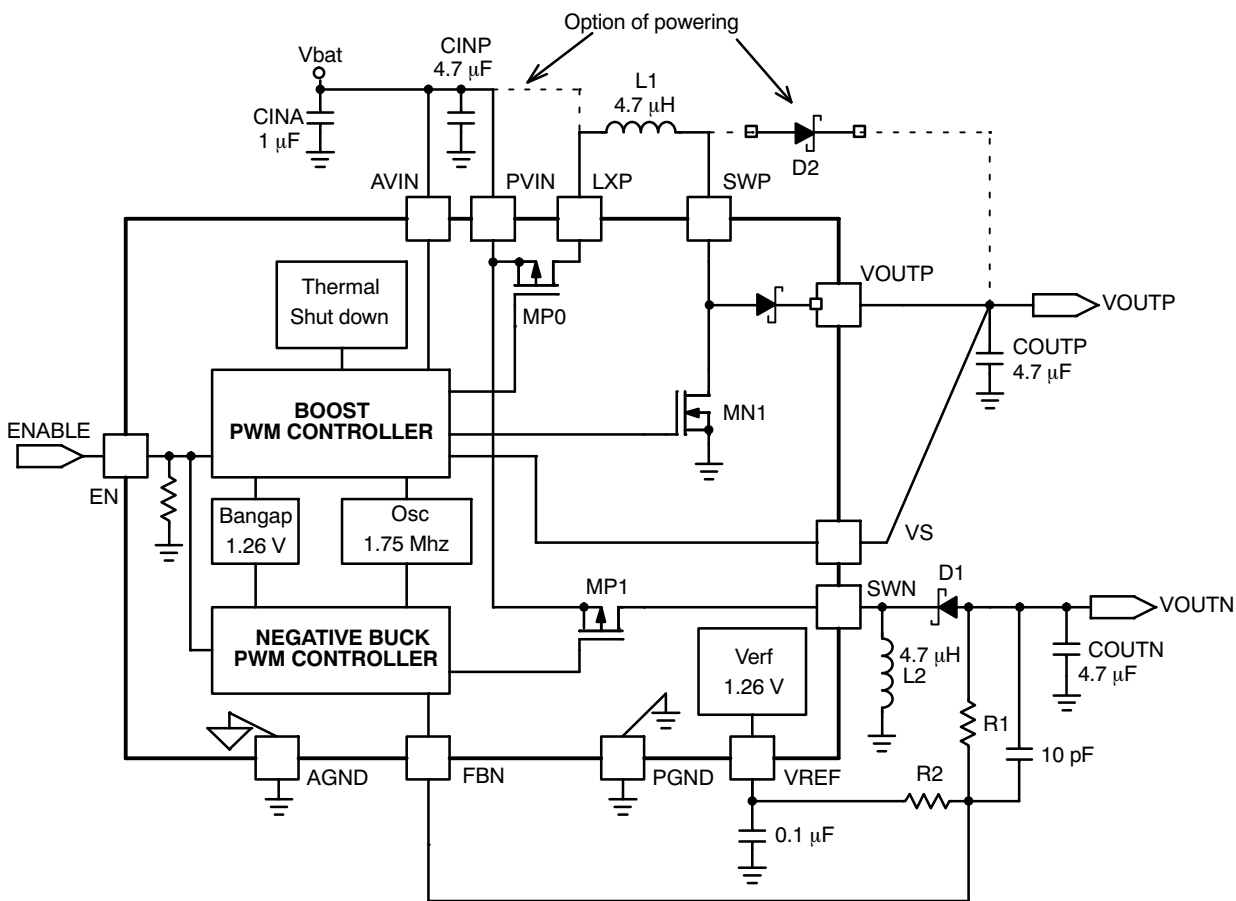 Option of powering
Vbat
CINP
4.7 μF
CINA
1 μF
L1
4.7 μH
D2
AVIN
PVIN
LXP
SWP
Thermal
Shut down
MP0
VOUTP
VOUTP
COUTP
4.7 μF
BOOST
PWM CONTROLLER
MN1
ENABLE
EN
Bangap
1.26 V
Osc
1.75 Mhz
VS
MP1
SWN
D1
VOUTN
NEGATIVE BUCK
PWM CONTROLLER
Verf
1.26 V
4.7 μH
L2
COUTN
4.7 μF
R1
10 pF
AGND
FBN
PGND
VREF
R2
0.1 μF